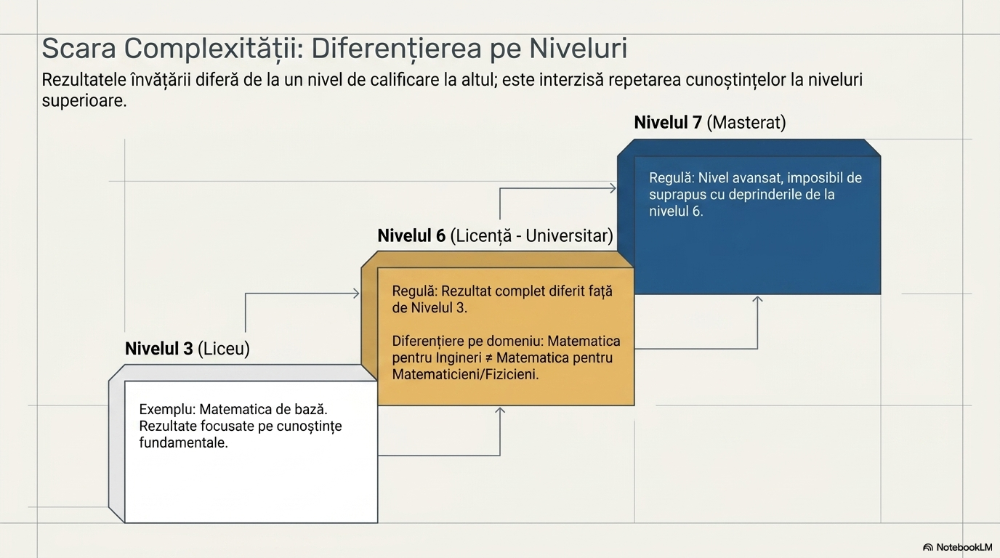 Scara Complexității: Diferențierea pe Niveluri
Rezultatele învățării diferă de la un nivel de calificare la altul; este interzisă repetarea cunoștințelor la niveluri
superioare.
Nivelul 7 (Masterat)
Regulă: Nivel avansat, imposibil de
suprapus cu deprinderile de la
nivelul 6.
Nivelul 6 (Licență - Universitar)
Regulă: Rezultat complet diferit față
de Nivelul 3.
Diferențiere pe domeniu: Matematica
pentru Ingineri ≠ Matematica pentru
Matematicieni/Fizicieni.
Nivelul 3 (Liceu)
Exemplu: Matematica de bază.
Rezultate focusate pe cunoștințe
fundamentale.
NotebookLM